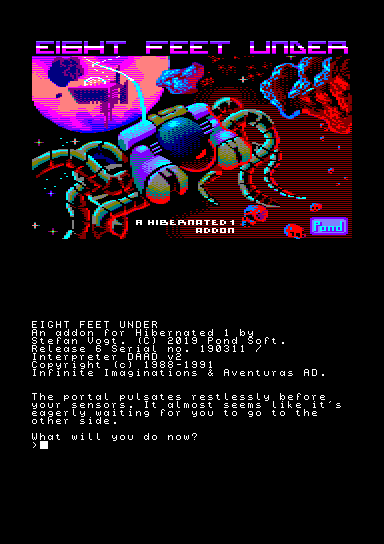 EIGHT FEET UNDER
A HIBERNATED 1
ADDON
Pond
EIGHT FEET UNDER
An addon for Hibernated 1 by
Stefan Vogt. (C) 2019 Pond Soft.
Release 6 Serial no. 190311 /
Interpreter DAAD v2
Copyright (c) 1988-1991
Infinite Imaginations & Aventuras AD.
The portal pulsates restlessly before
your sensors. It almost seems like it's
eagerly waiting for you to go to the
other side.
What will you do now?
>